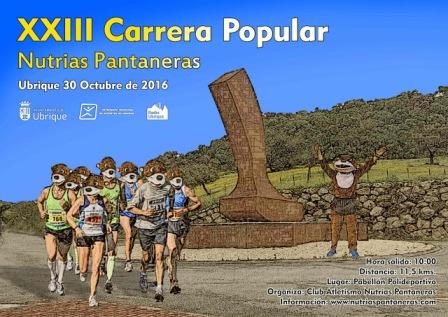 XXIII Carrera Popular
Nutrias Pantaneras
Ubrique 30 Octubre de 2016
Ubrique
Ubrique
Hora salida: 10:00
Distancia: 11,5 kms.
Lugar: Pabellón Polideportivo
Organiza: Club Atletismo Nutrias Pantaneras
Información: www.nutriaspantaneras.com